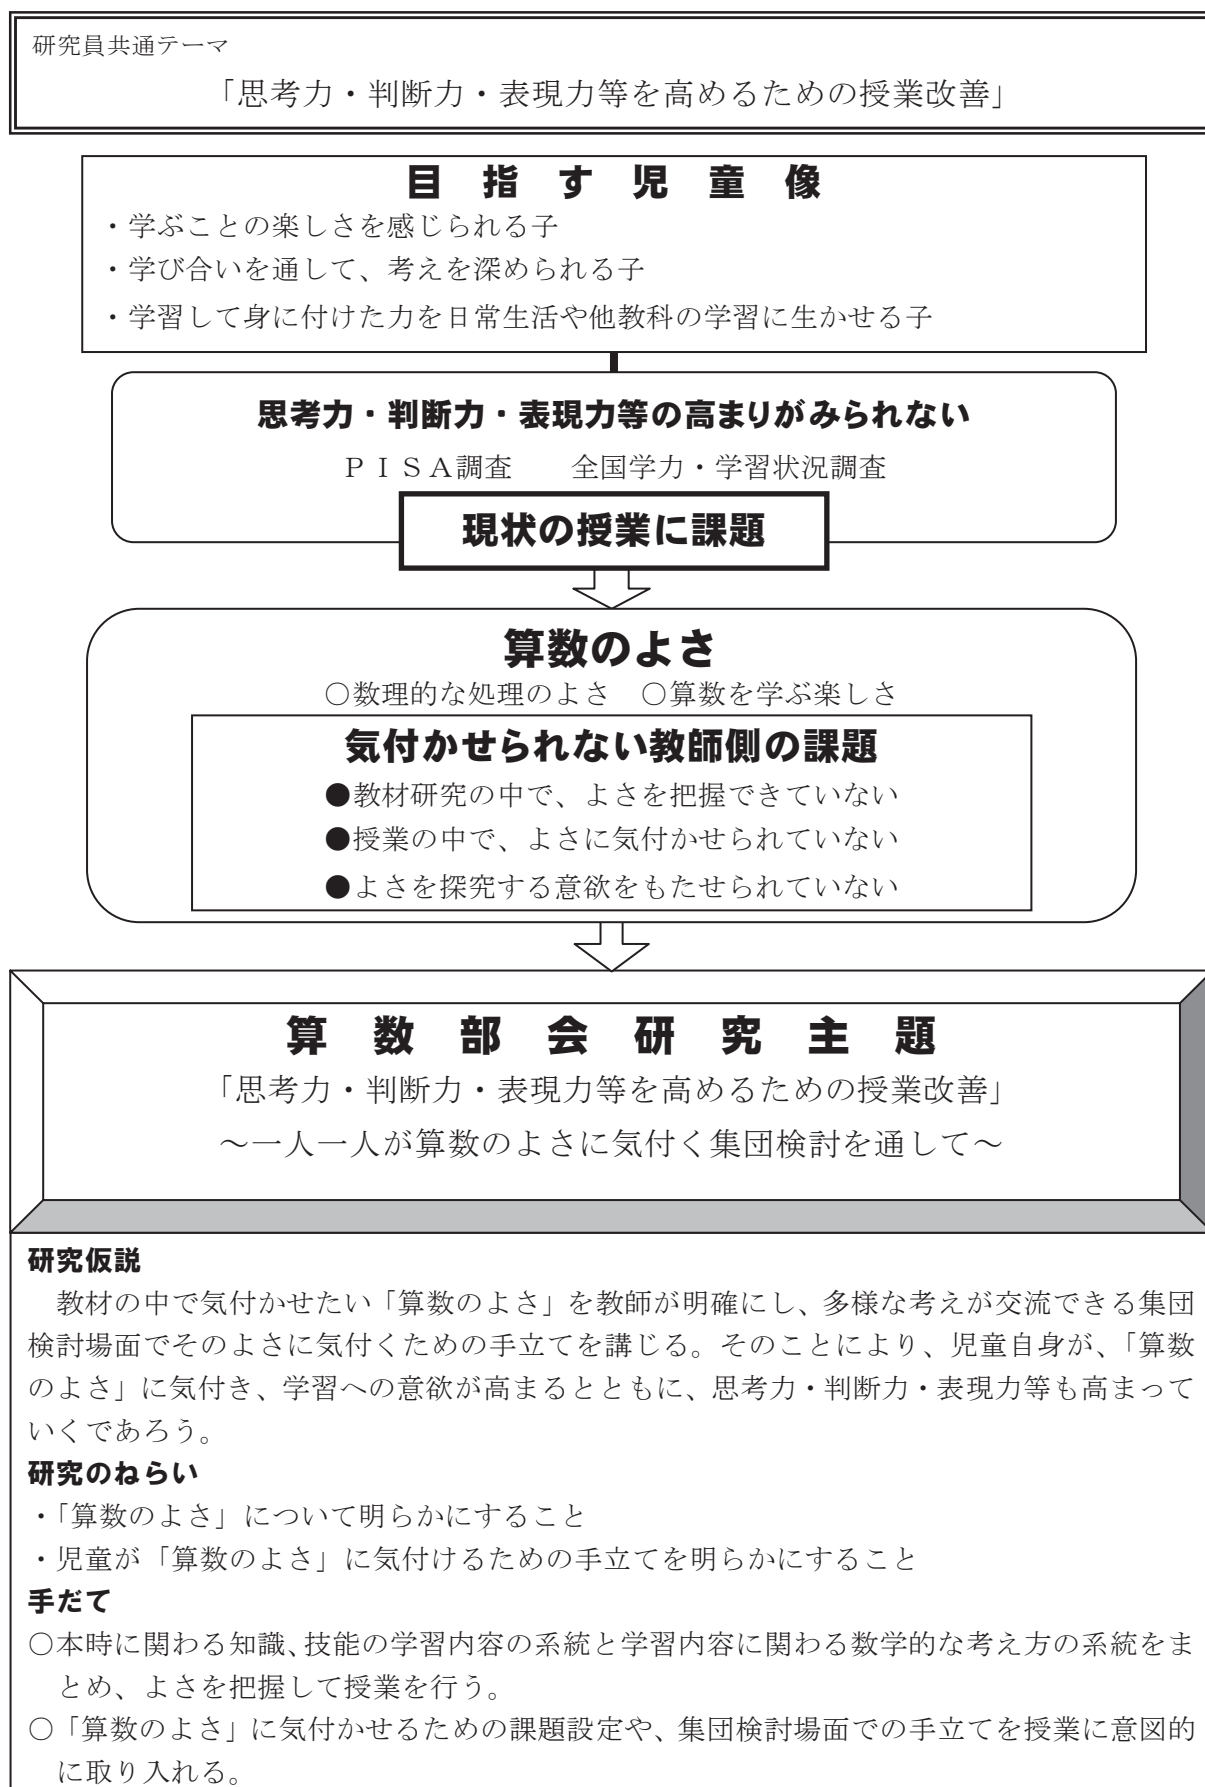 研究員共通テーマ
「思考力・判断力・表現力等を高めるための授業改善」
目指す児童像
・学ぶことの楽しさを感じられる子
・学び合いを通して、考えを深められる子
・学習して身に付けた力を日常生活や他教科の学習に生かせる子
思考力・判断力・表現力等の高まりがみられない
ＰＩＳＡ調査　　全国学力・学習状況調査
現状の授業に課題
算数のよさ
○数理的な処理のよさ　○算数を学ぶ楽しさ
気付かせられない教師側の課題
●教材研究の中で、よさを把握できていない
●授業の中で、よさに気付かせられていない
●よさを探究する意欲をもたせられていない
算数部会研究主題
「思考力・判断力・表現力等を高めるための授業改善」
～一人一人が算数のよさに気付く集団検討を通して～
研究仮説
　教材の中で気付かせたい「算数のよさ」を教師が明確にし、多様な考えが交流できる集団
検討場面でそのよさに気付くための手立てを講じる。そのことにより、児童自身が、「算数
のよさ」に気付き、学習への意欲が高まるとともに、思考力・判断力・表現力等も高まって
いくであろう。
研究のねらい
・「算数のよさ」について明らかにすること
・児童が「算数のよさ」に気付けるための手立てを明らかにすること
手だて
○本時に関わる知識、技能の学習内容の系統と学習内容に関わる数学的な考え方の系統をま
とめ、よさを把握して授業を行う。
○「算数のよさ」に気付かせるための課題設定や、集団検討場面での手立てを授業に意図的
に取り入れる。